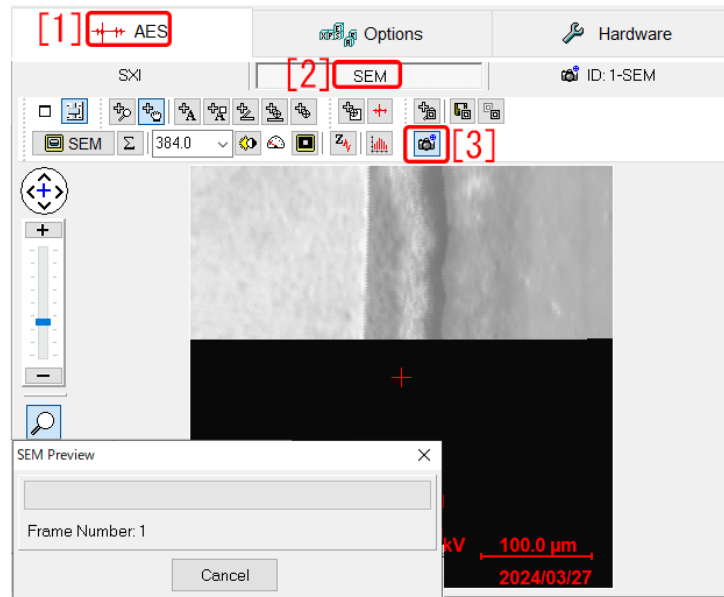 [1] AES Options Hardware
SXI [2] SEM ID: 1-SEM
SEM Σ 384.0 [3]
SEM Preview
Frame Number: 1
Cancel
kV 100.0 µm
2024/03/27